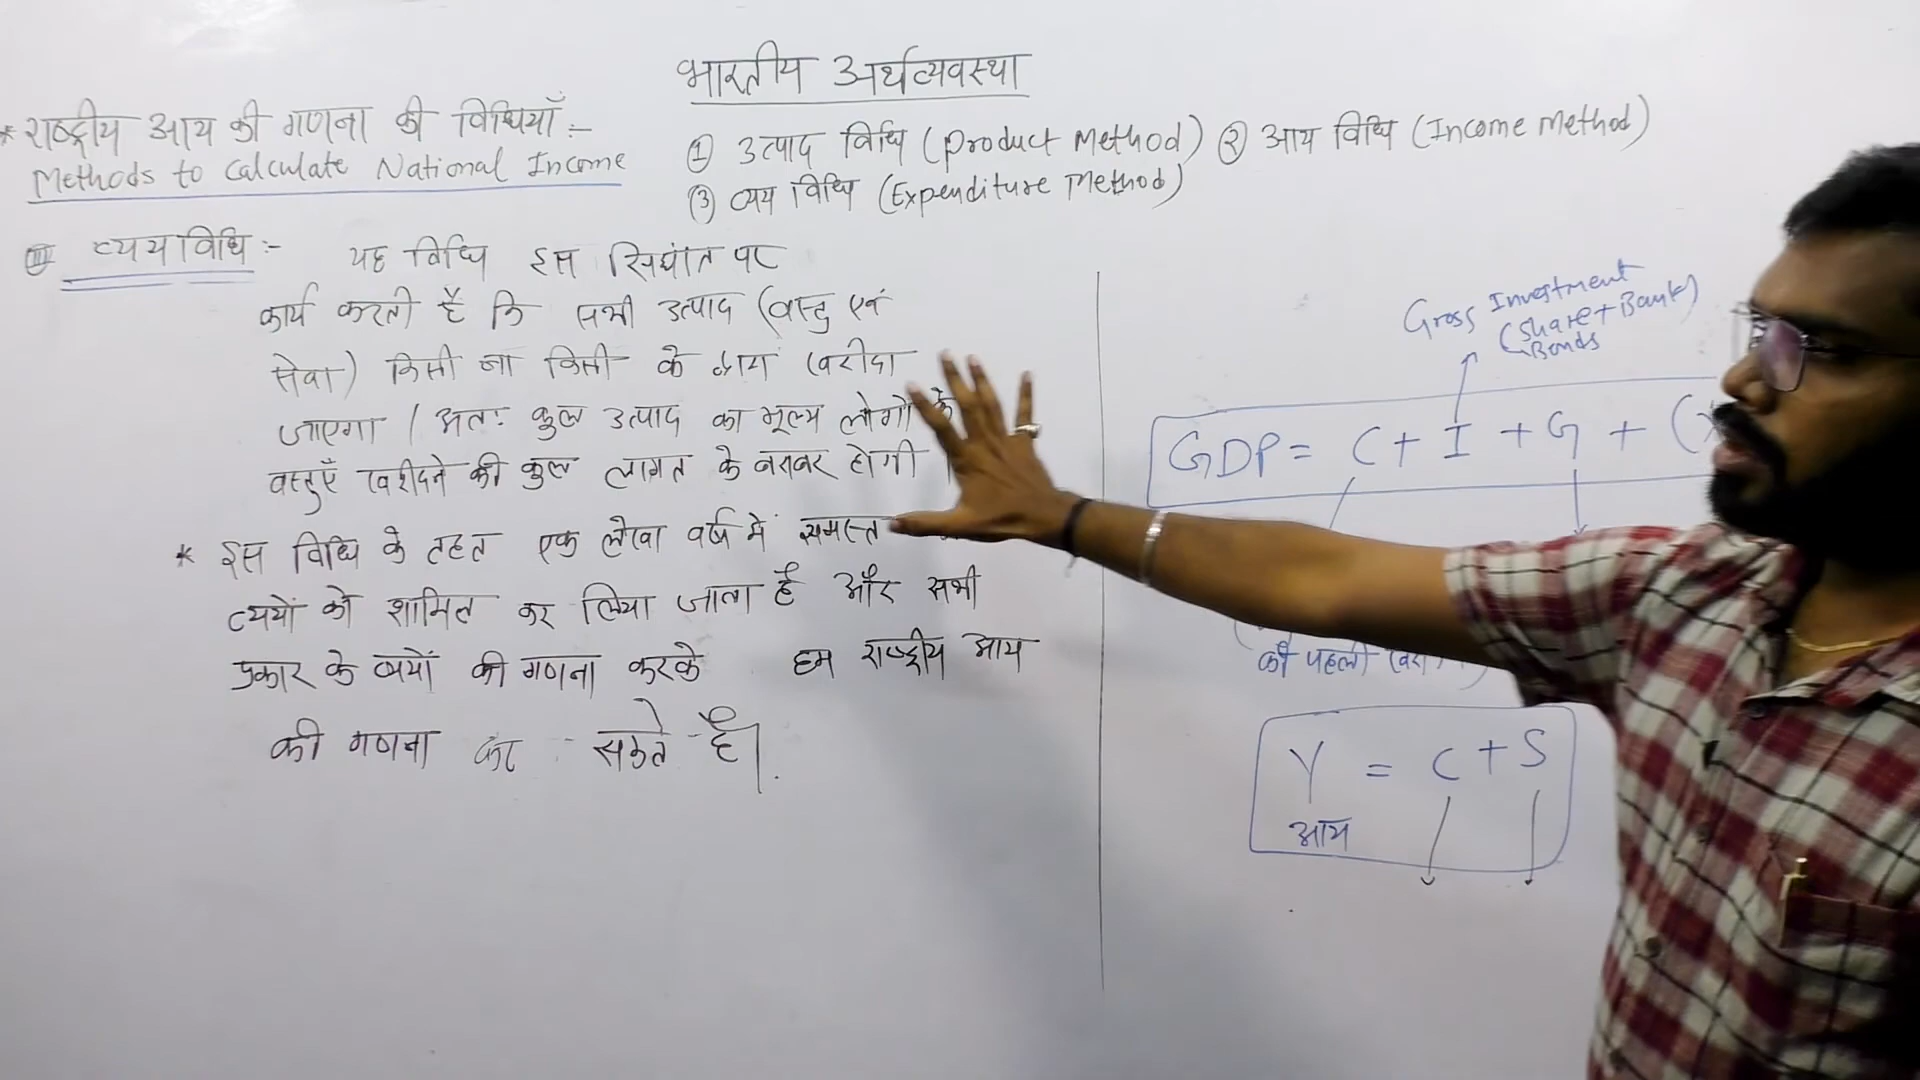 भारतीय अर्थव्यवस्था
* राष्ट्रीय आय की गणना की विधियाँ :-
Methods to Calculate National Income
① उत्पाद विधि (Product Method) ② आय विधि (Income Method)
③ व्यय विधि (Expenditure Method)
व्यय विधि :- यह विधि इस सिद्यांत पर
कार्य करती है कि सभी उत्पाद (वास्तु एवं
सेवा) किसी ना किसी के द्वारा खरीदा
जाएगा / अतः कुल उत्पाद का मूल्य लोगो के
वस्तुएँ खरीदने की कुल लागत के बराबर होगी
* इस विधि के तहत एक लेखा वर्ष में समस्त
व्ययों को शामिल कर लिया जाता है और सभी
प्रकार के व्ययों की गणना करके हम राष्ट्रीय आय
की गणना कर सकते है।
Gross Investment
(Share + Bank)
Bonds
GDP = C + I + G + (X
की पहली
Y = C + S
आय